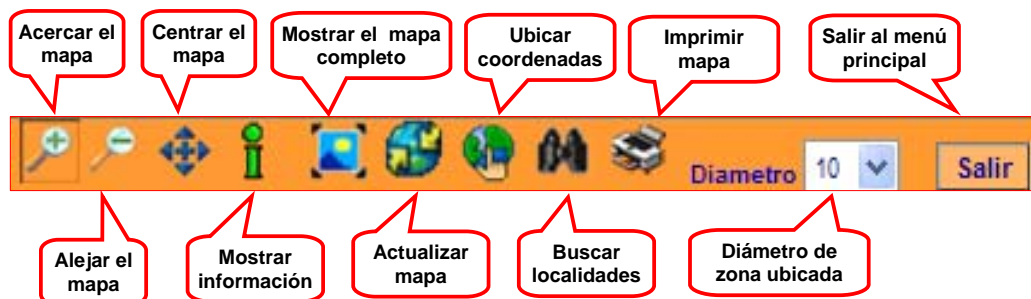 Acercar el
mapa
Centrar el
mapa
Mostrar el mapa
completo
Ubicar
coordenadas
Imprimir
mapa
Salir al menú
principal
Diametro
10
Salir
Alejar el
mapa
Mostrar
información
Actualizar
mapa
Buscar
localidades
Diámetro de
zona ubicada